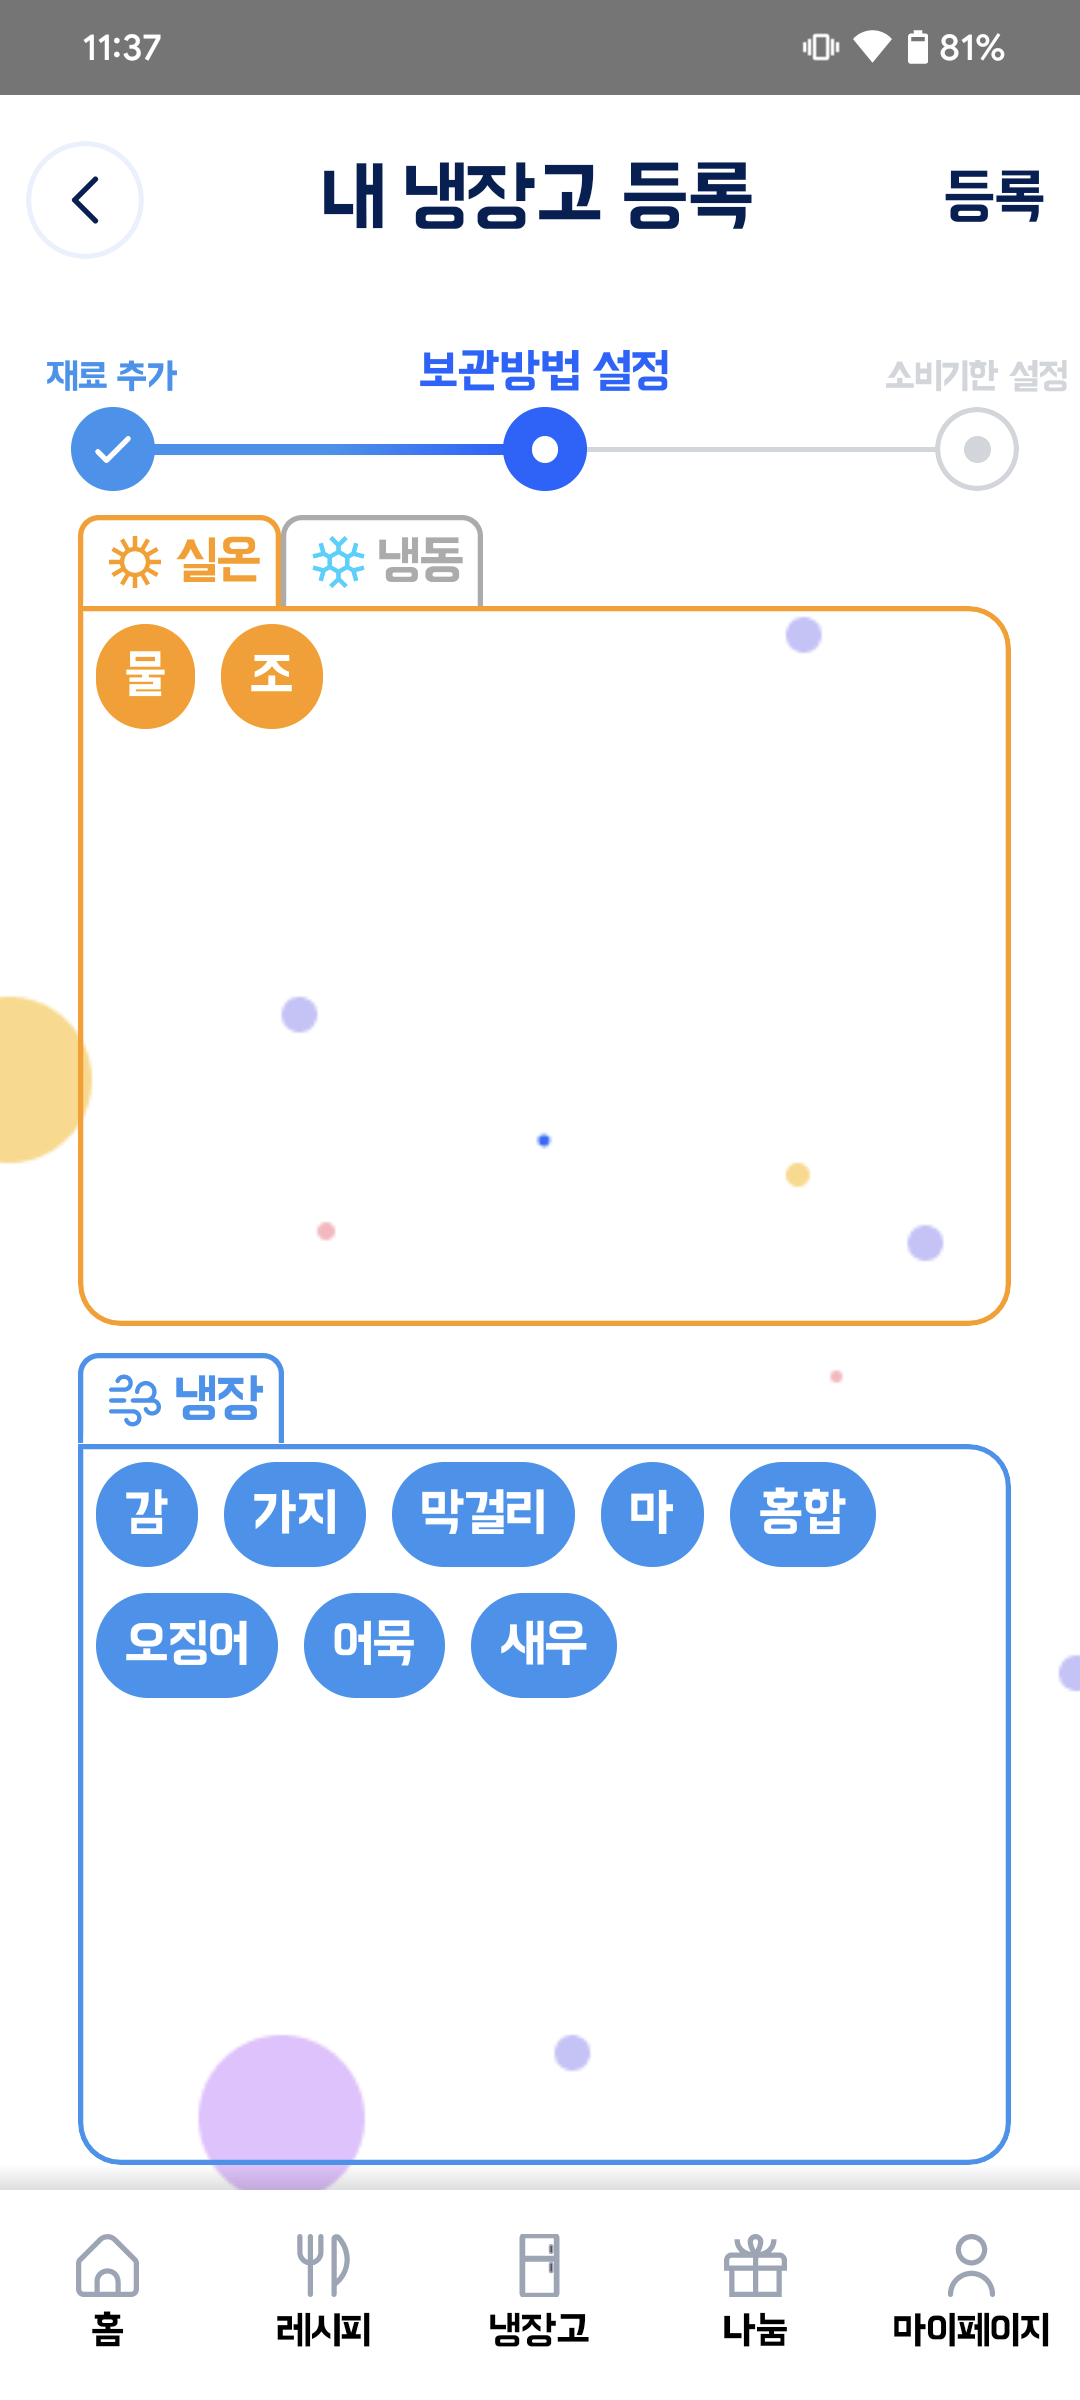 11:37 81%
내 냉장고 등록 등록
재료 추가 보관방법 설정 소비기한 설정
실온 냉동
물 조
냉장
감 가지 막걸리 마 홍합
오징어 어묵 새우
홈 레시피 냉장고 나눔 마이페이지